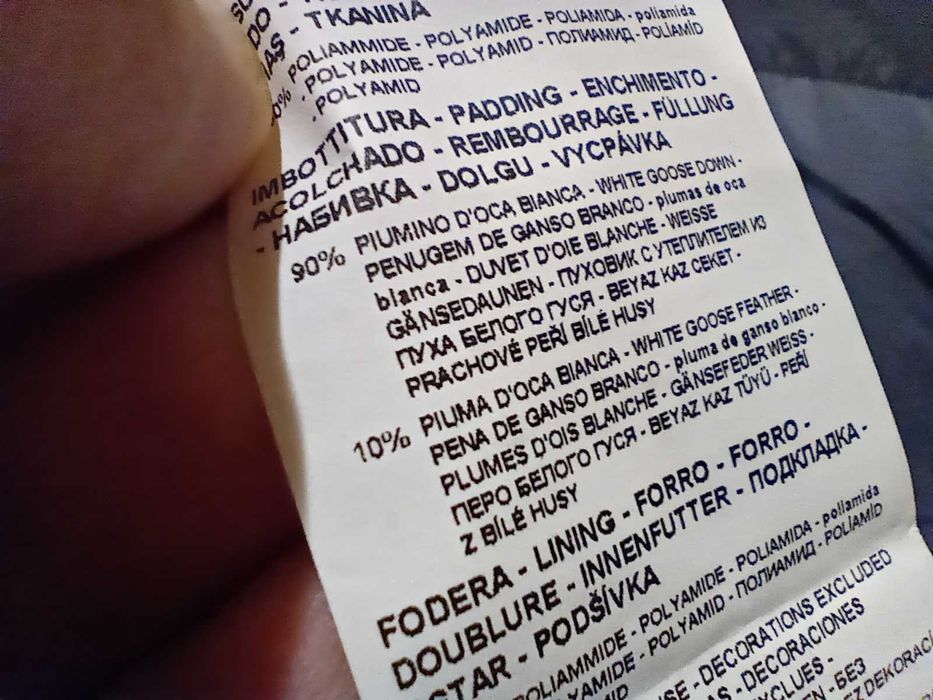 - TKANINA
POLIAMMIDE - POLYAMIDE - POLIAMIDA - poliamida
- POLYAMIDE - POLYAMID - ПОЛИАМИД - POLİAMİD
- POLYAMID
IMBOTTITURA - PADDING - ENCHIMENTO -
ACOLCHADO - REMBOURRAGE - FÜLLUNG
- НАБИВКА - DOLGU - VYCPÁVKA
90% PIUMINO D'OCA BIANCA - WHITE GOOSE DOWN -
PENUGEM DE GANSO BRANCO - plumas de oca
blanca - DUVET D'OIE BLANCHE - WEISSE
GÄNSEDAUNEN - ПУХОВИК С УТЕПЛИТЕЛЕМ ИЗ
ПУХА БЕЛОГО ГУСЯ - BEYAZ KAZ CEKET -
PRACHOVÉ PEŘÍ BÍLÉ HUSY
10% PIUMA D'OCA BIANCA - WHITE GOOSE FEATHER -
PENA DE GANSO BRANCO - pluma de ganso blanco -
PLUMES D'OIS BLANCHE - GÄNSEFEDER WEISS -
ПЕРО БЕЛОГО ГУСЯ - BEYAZ KAZ TÜYÜ - PEŘÍ
Z BÍLÉ HUSY
FODERA - LINING - FORRO - FORRO -
DOUBLURE - INNENFUTTER - ПОДКЛАДКА -
ASTAR - PODŠÍVKA
POLIAMMIDE - POLYAMIDE - POLIAMIDA - poliamida
POLYAMIDE - POLYAMID - ПОЛИАМИД - POLİAMİD
- DECORATIONS EXCLUDED
- DECORACIONES
- БЕЗ